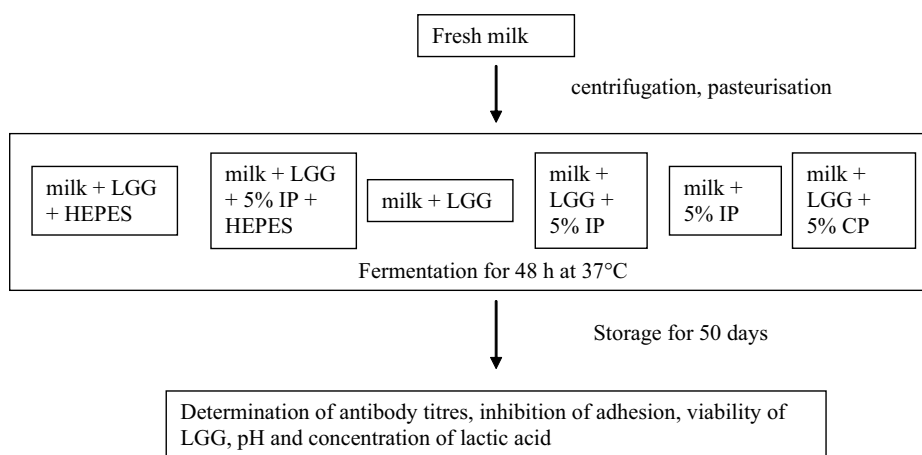 Fresh milk
centrifugation, pasteurisation
milk + LGG
+ HEPES
milk + LGG
+ 5% IP +
HEPES
milk + LGG
milk +
LGG +
5% IP
milk +
5% IP
milk +
LGG +
5% CP
Fermentation for 48 h at 37°C
Storage for 50 days
Determination of antibody titres, inhibition of adhesion, viability of
LGG, pH and concentration of lactic acid